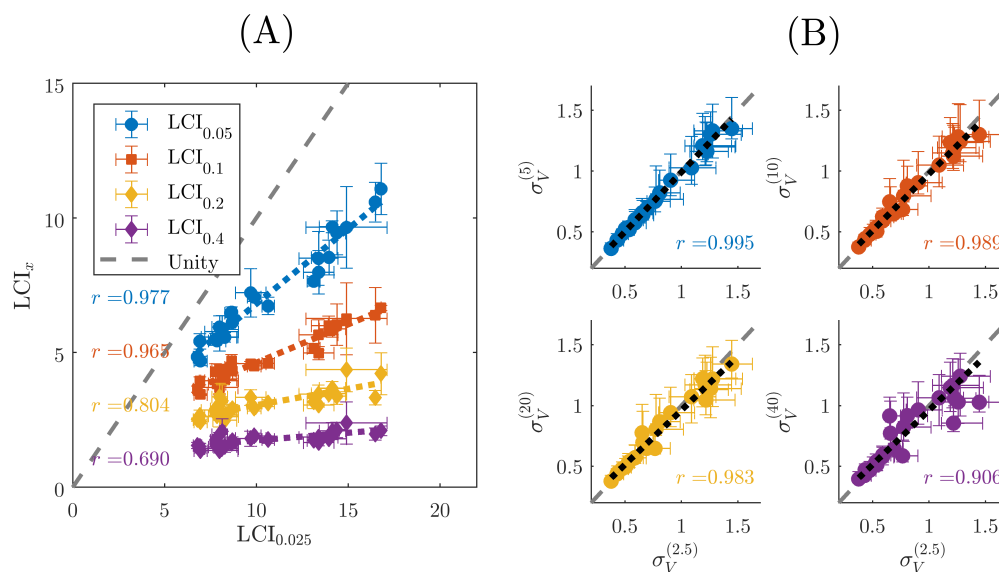 (A)
15
10
5
0
LCI_x
LCI_0.05
LCI_0.1
LCI_0.2
LCI_0.4
Unity
r =0.977
r =0.965
r =0.804
r =0.690
0 5 10 15 20
LCI_0.025
(B)
1.5
1
0.5
σ_V^(5)
r =0.995
0.5 1 1.5
1.5
1
0.5
σ_V^(10)
r =0.989
0.5 1 1.5
1.5
1
0.5
σ_V^(20)
r =0.983
0.5 1 1.5
σ_V^(2.5)
1.5
1
0.5
σ_V^(40)
r =0.906
0.5 1 1.5
σ_V^(2.5)